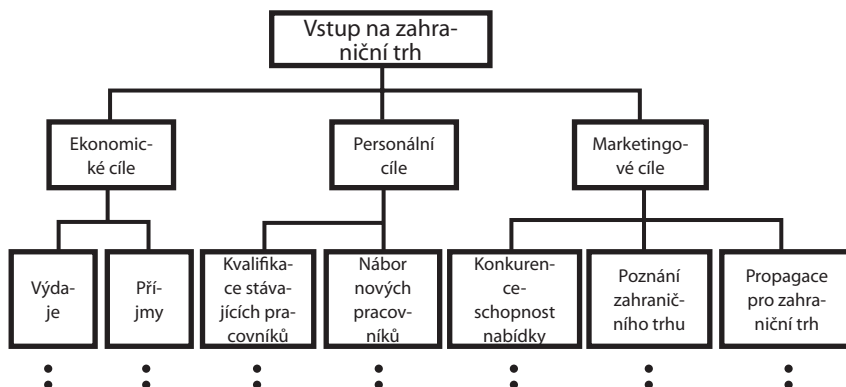 Vstup na zahra-
niční trh
Ekonomic-
ké cíle
Personální
cíle
Marketingo-
vé cíle
Výda-
je
Pří-
jmy
Kvalifika-
ce stáva-
jících pra-
covníků
Nábor
nových
pracov-
níků
Konkuren-
ce-
schopnost
nabídky
Poznání
zahranič-
ního trhu
Propagace
pro zahra-
niční trh